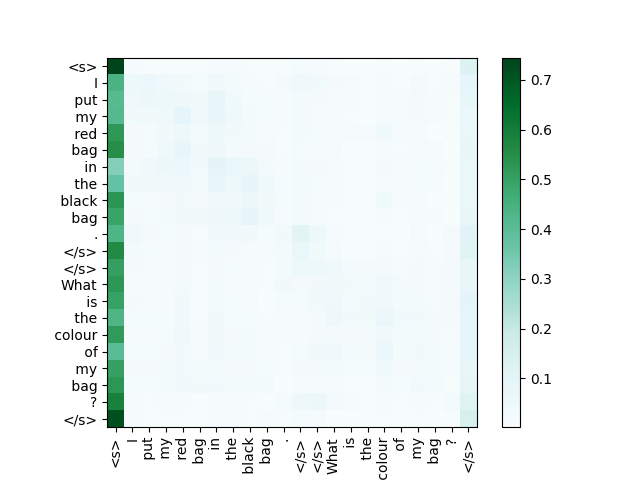 <s>
I
put
my
red
bag
in
the
black
bag
.
</s>
</s>
What
is
the
colour
of
my
bag
?
</s>
<s>
I
put
my
red
bag
in
the
black
bag
.
</s>
</s>
What
is
the
colour
of
my
bag
?
</s>
0.7
0.6
0.5
0.4
0.3
0.2
0.1